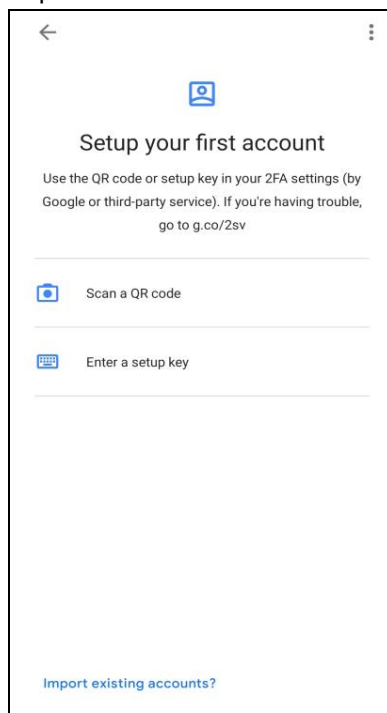 Setup your first account
Use the QR code or setup key in your 2FA settings (by
Google or third-party service). If you're having trouble,
go to g.co/2sv
Scan a QR code
Enter a setup key
Import existing accounts?